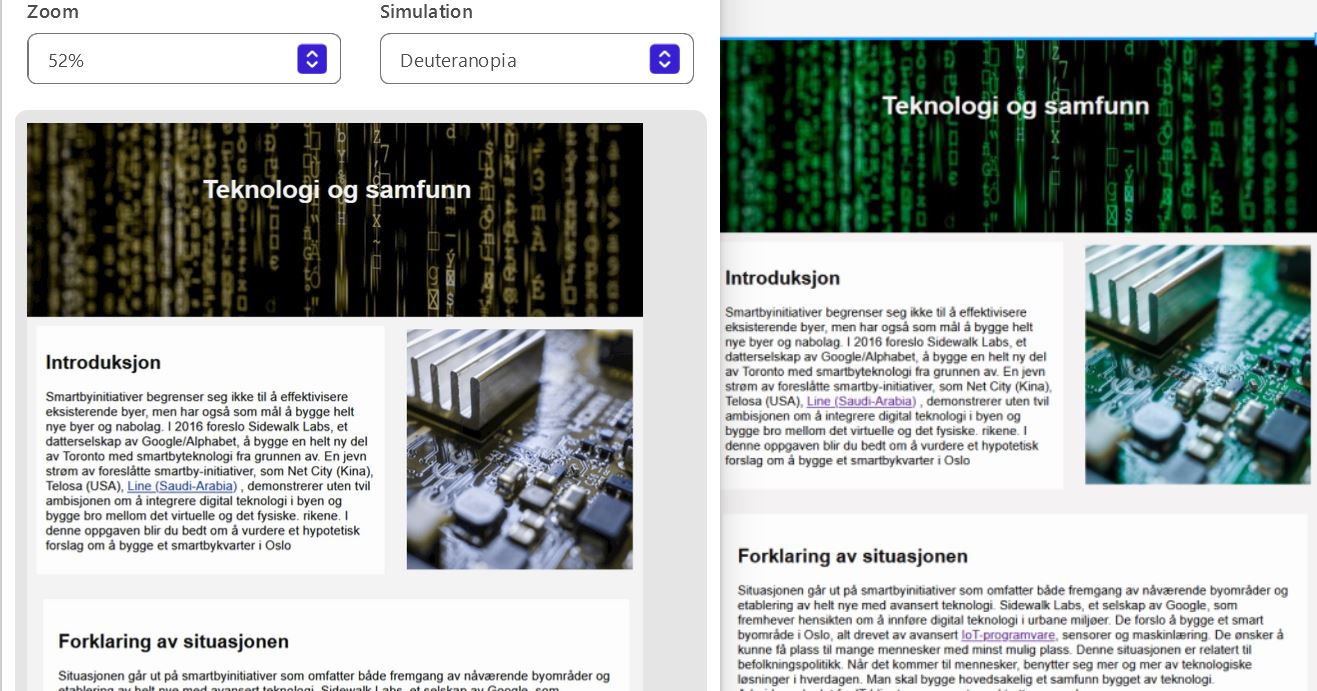 Zoom
Simulation
52%
Deuteranopia
Teknologi og samfunn
Introduksjon
Smartbyinitiativer begrenser seg ikke til å effektivisere
eksisterende byer, men har også som mål å bygge helt
nye byer og nabolag. I 2016 foreslo Sidewalk Labs, et
datterselskap av Google/Alphabet, å bygge en helt ny del
av Toronto med smartbyteknologi fra grunnen av. En jevn
strøm av foreslåtte smartby-initiativer, som Net City (Kina),
Telosa (USA), Line (Saudi-Arabia) , demonstrerer uten tvil
ambisjonen om å integrere digital teknologi i byen og
bygge bro mellom det virtuelle og det fysiske. rikene. I
denne oppgaven blir du bedt om å vurdere et hypotetisk
forslag om å bygge et smartbykvarter i Oslo
Forklaring av situasjonen
Situasjonen går ut på smartbyinitiativer som omfatter både fremgang av nåværende byområder og
etablering av helt nye med avansert teknologi. Sidewalk Labs, et selskap av Google, som
Teknologi og samfunn
Introduksjon
Smartbyinitiativer begrenser seg ikke til å effektivisere
eksisterende byer, men har også som mål å bygge helt
nye byer og nabolag. I 2016 foreslo Sidewalk Labs, et
datterselskap av Google/Alphabet, å bygge en helt ny del
av Toronto med smartbyteknologi fra grunnen av. En jevn
strøm av foreslåtte smartby-initiativer, som Net City (Kina),
Telosa (USA), Line (Saudi-Arabia) , demonstrerer uten tvil
ambisjonen om å integrere digital teknologi i byen og
bygge bro mellom det virtuelle og det fysiske. rikene. I
denne oppgaven blir du bedt om å vurdere et hypotetisk
forslag om å bygge et smartbykvarter i Oslo
Forklaring av situasjonen
Situasjonen går ut på smartbyinitiativer som omfatter både fremgang av nåværende byområder og
etablering av helt nye med avansert teknologi. Sidewalk Labs, et selskap av Google, som
fremhever hensikten om å innføre digital teknologi i urbane miljøer. De forslo å bygge et smart
byområde i Oslo, alt drevet av avansert IoT-programvare, sensorer og maskinlæring. De ønsker å
kunne få plass til mange mennesker med minst mulig plass. Denne situasjonen er relatert til
befolkningspolitikk. Når det kommer til mennesker, benytter seg mer og mer av teknologiske
løsninger i hverdagen. Man skal bygge hovedsakelig et samfunn bygget av teknologi.